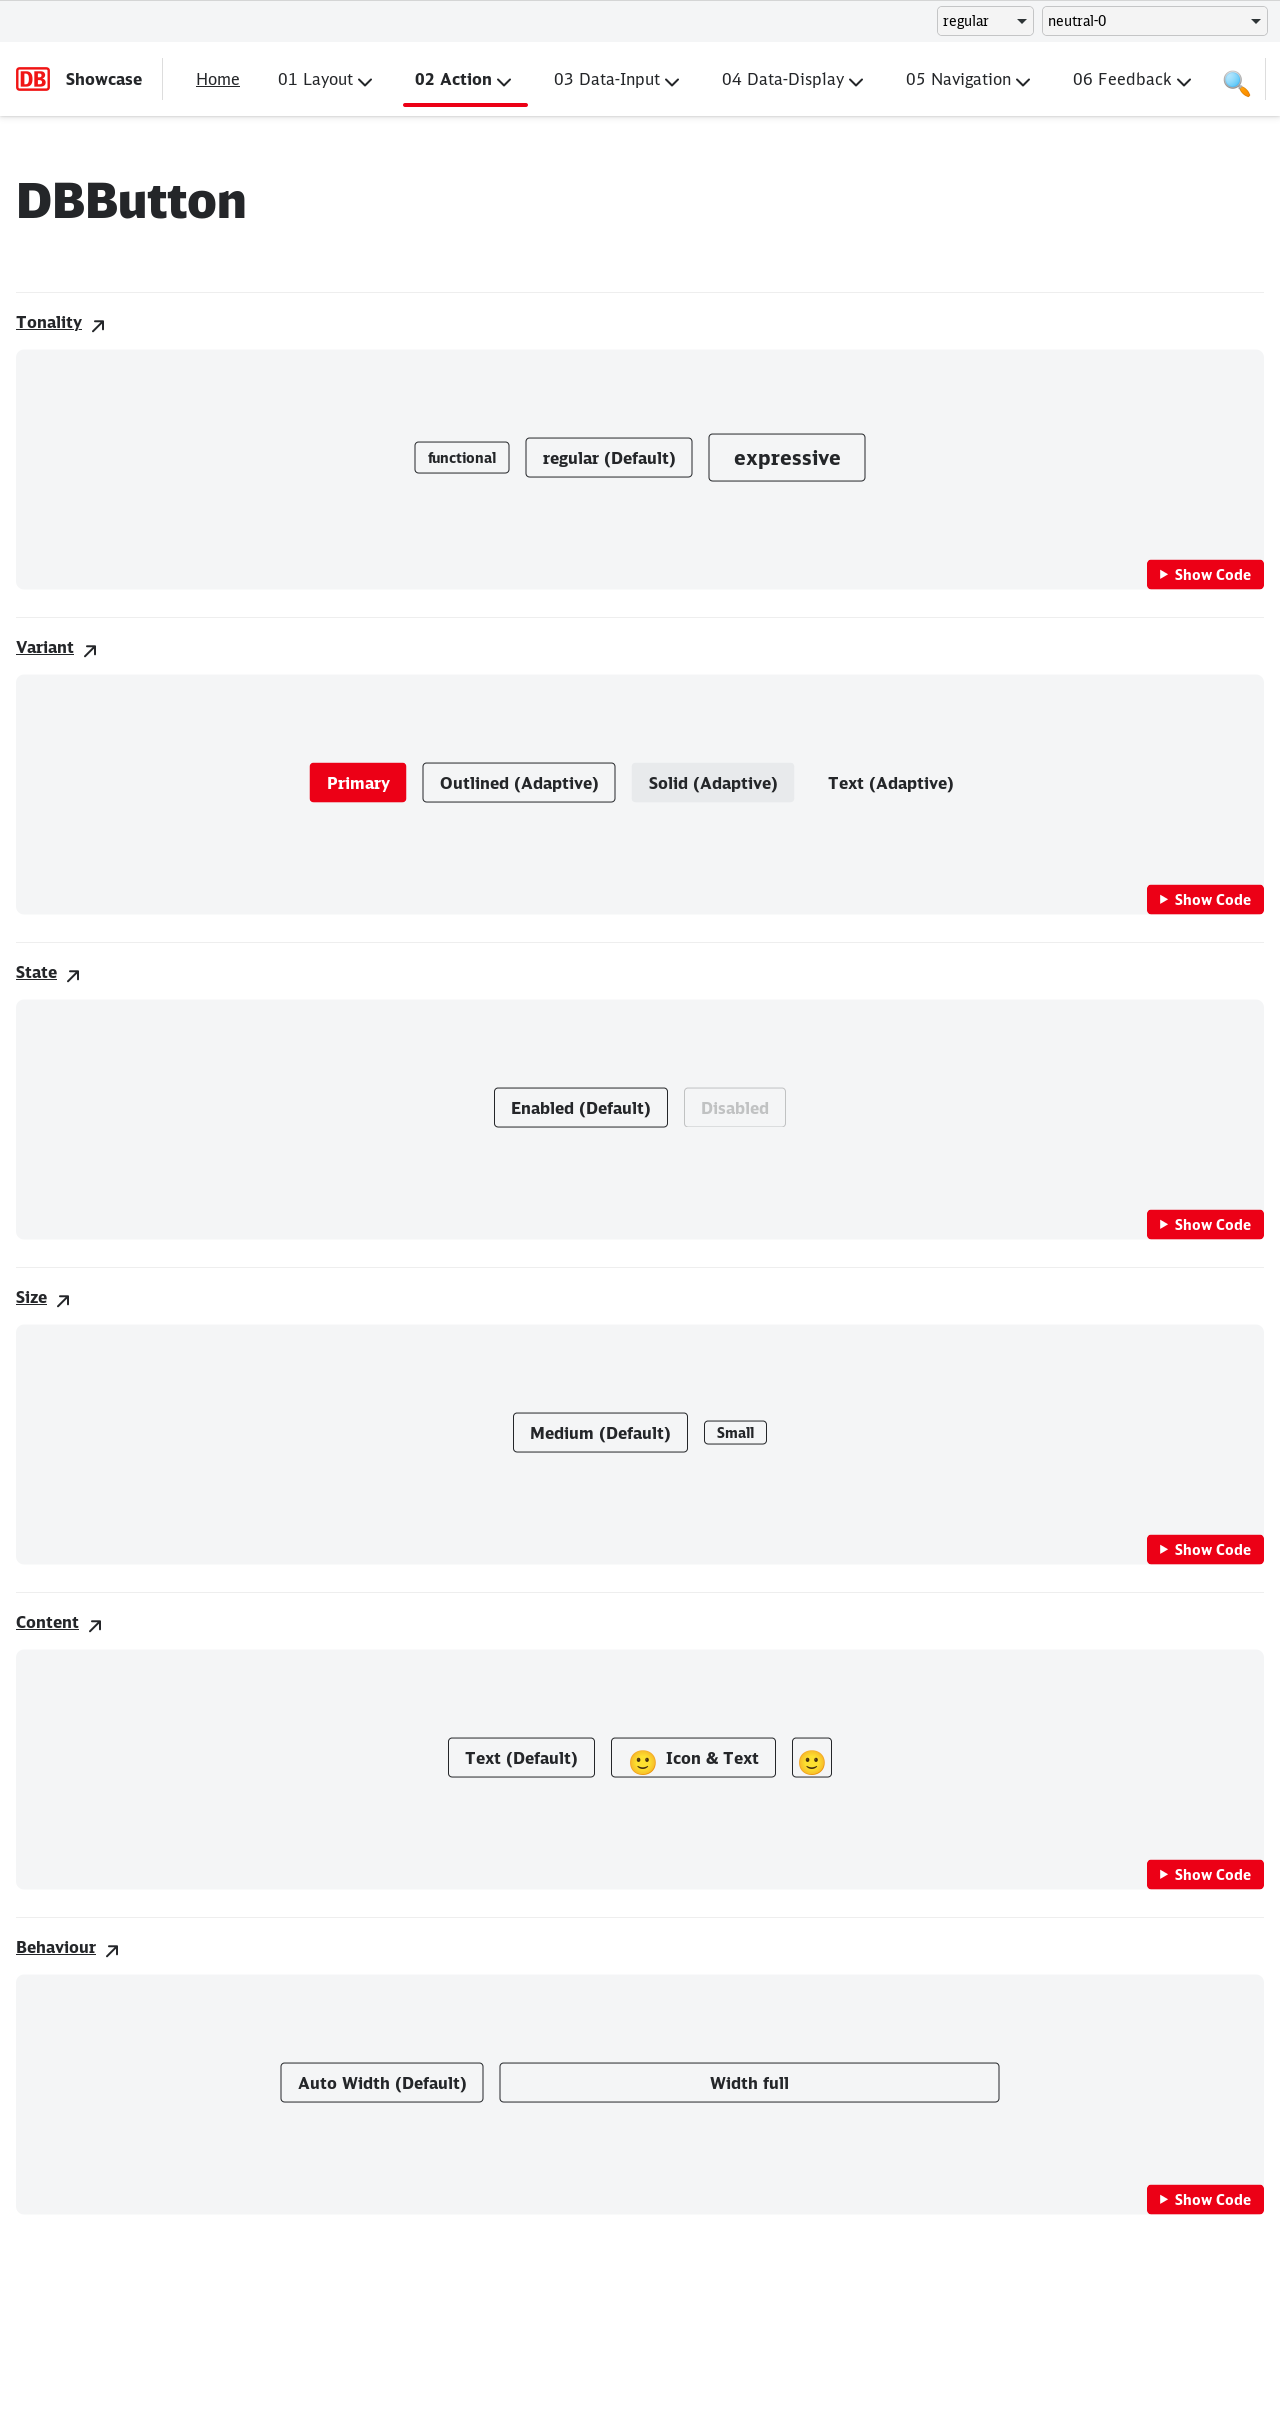 regular neutral-0
DB Showcase Home 01 Layout 02 Action 03 Data-Input 04 Data-Display 05 Navigation 06 Feedback
DBButton
Tonality
functional regular (Default) expressive
Show Code
Variant
Primary Outlined (Adaptive) Solid (Adaptive) Text (Adaptive)
Show Code
State
Enabled (Default) Disabled
Show Code
Size
Medium (Default) Small
Show Code
Content
Text (Default) Icon & Text
Show Code
Behaviour
Auto Width (Default) Width full
Show Code